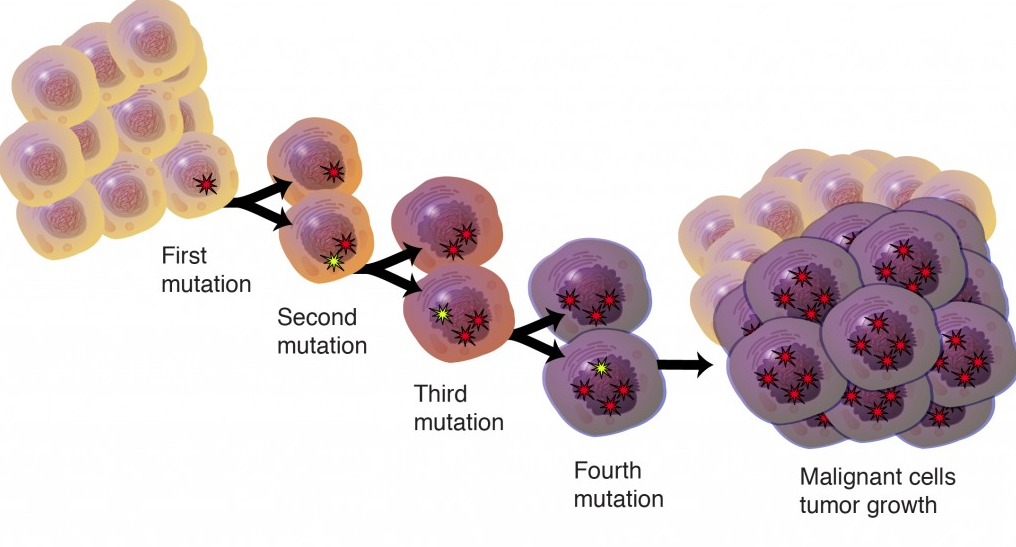 First
mutation
Second
mutation
Third
mutation
Fourth
mutation
Malignant cells
tumor growth